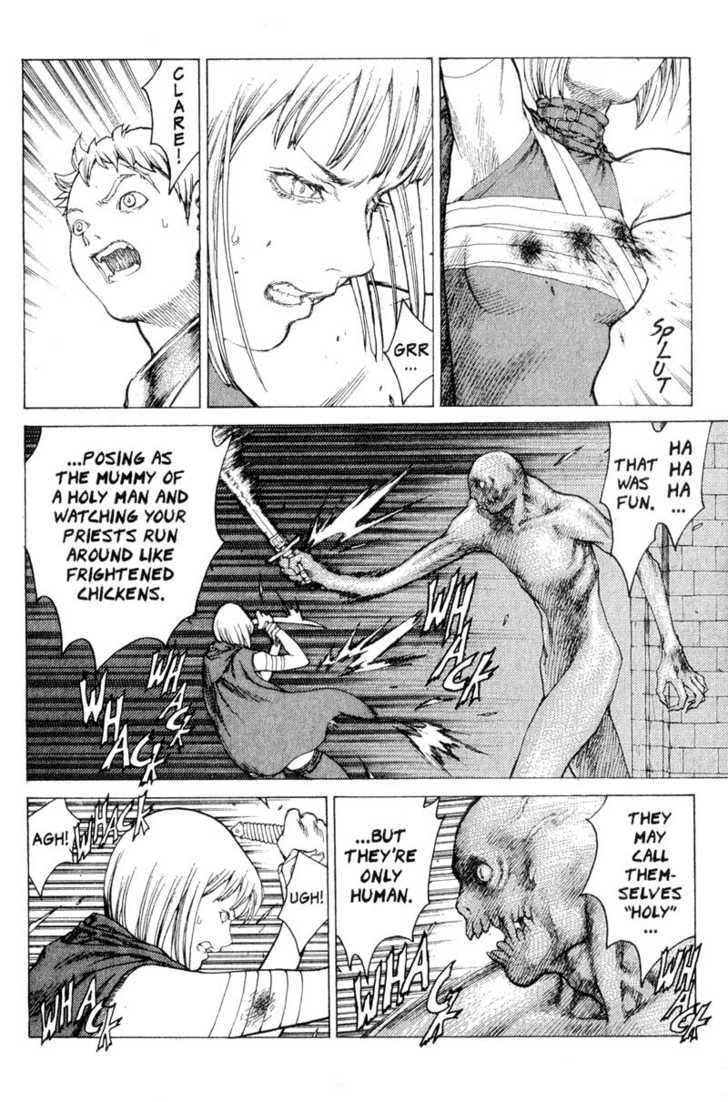 SPLUT
GRR
...
CLARE!
HA
HA
HA
...
THAT
WAS
FUN.
WHACK
...POSING AS
THE MUMMY OF
A HOLY MAN AND
WATCHING YOUR
PRIESTS RUN
AROUND LIKE
FRIGHTENED
CHICKENS.
WHACK
WHACK
THEY
MAY
CALL
THEM-
SELVES
"HOLY"
...
WHACK
...BUT
THEY'RE
ONLY
HUMAN.
WHACK
WHACK
UGH!
AGH!
WHACK
WHACK